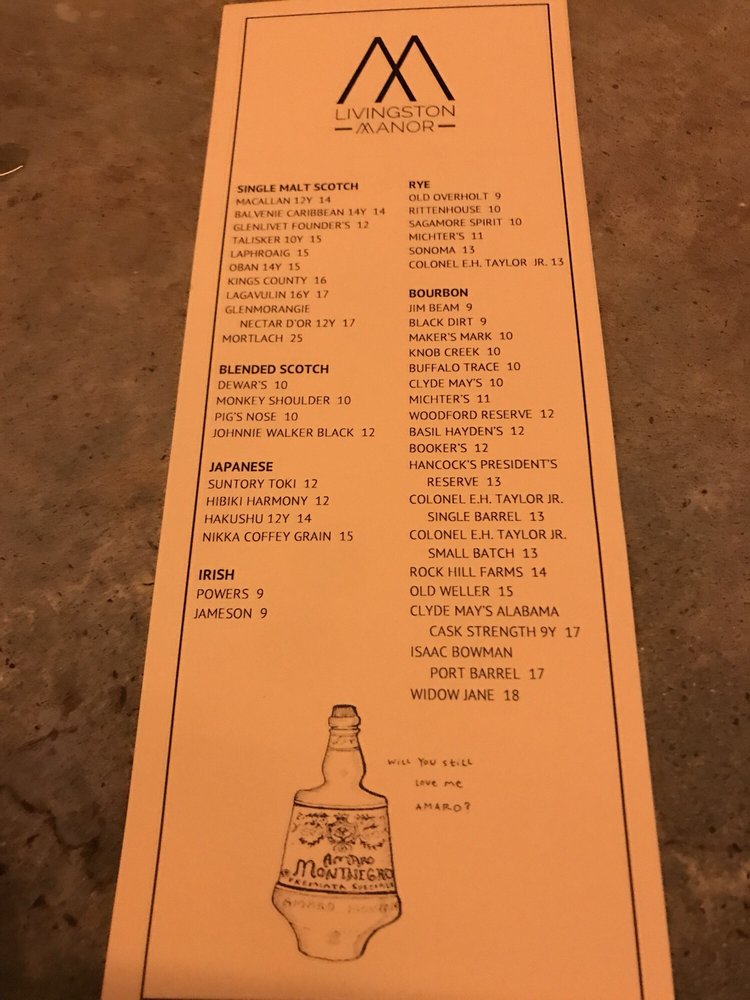 LIVINGSTON
MANOR
SINGLE MALT SCOTCH
MACALLAN 12Y 14
BALVENIE CARIBBEAN 14Y 14
GLENLIVET FOUNDER'S 12
TALISKER 10Y 15
LAPHROAIG 15
OBAN 14Y 15
KINGS COUNTY 16
LAGAVULIN 16Y 17
GLENMORANGIE
NECTAR D'OR 12Y 17
MORTLACH 25
BLENDED SCOTCH
DEWAR'S 10
MONKEY SHOULDER 10
PIG'S NOSE 10
JOHNNIE WALKER BLACK 12
JAPANESE
SUNTORY TOKI 12
HIBIKI HARMONY 12
HAKUSHU 12Y 14
NIKKA COFFEY GRAIN 15
IRISH
POWERS 9
JAMESON 9
RYE
OLD OVERHOLT 9
RITTENHOUSE 10
SAGAMORE SPIRIT 10
MICHTER'S 11
SONOMA 13
COLONEL E.H. TAYLOR JR. 13
BOURBON
JIM BEAM 9
BLACK DIRT 9
MAKER'S MARK 10
KNOB CREEK 10
BUFFALO TRACE 10
CLYDE MAY'S 10
MICHTER'S 11
WOODFORD RESERVE 12
BASIL HAYDEN'S 12
BOOKER'S 12
HANCOCK'S PRESIDENT'S
RESERVE 13
COLONEL E.H. TAYLOR JR.
SINGLE BARREL 13
COLONEL E.H. TAYLOR JR.
SMALL BATCH 13
ROCK HILL FARMS 14
OLD WELLER 15
CLYDE MAY'S ALABAMA
CASK STRENGTH 9Y 17
ISAAC BOWMAN
PORT BARREL 17
WIDOW JANE 18
WILL YOU STILL
LOVE ME
AMARO?
AMARO
MONTNEGRO
PREMIATA SPECIALE
AMARO